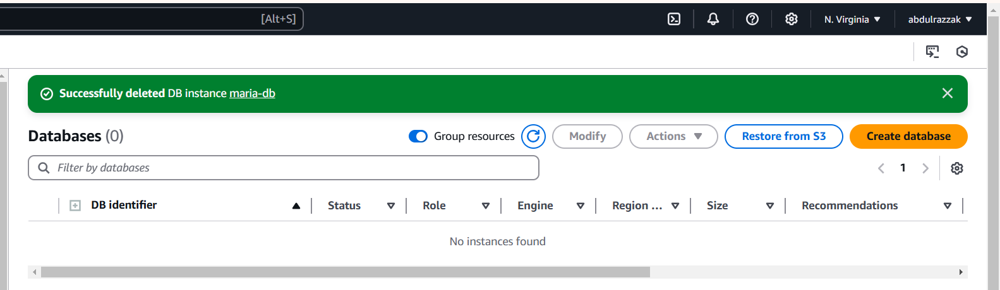 [Alt+S]
N. Virginia
abdulrazzak
Successfully deleted DB instance maria-db
Databases (0)
Group resources
Modify
Actions
Restore from S3
Create database
Filter by databases
1
DB identifier
Status
Role
Engine
Region ...
Size
Recommendations
No instances found